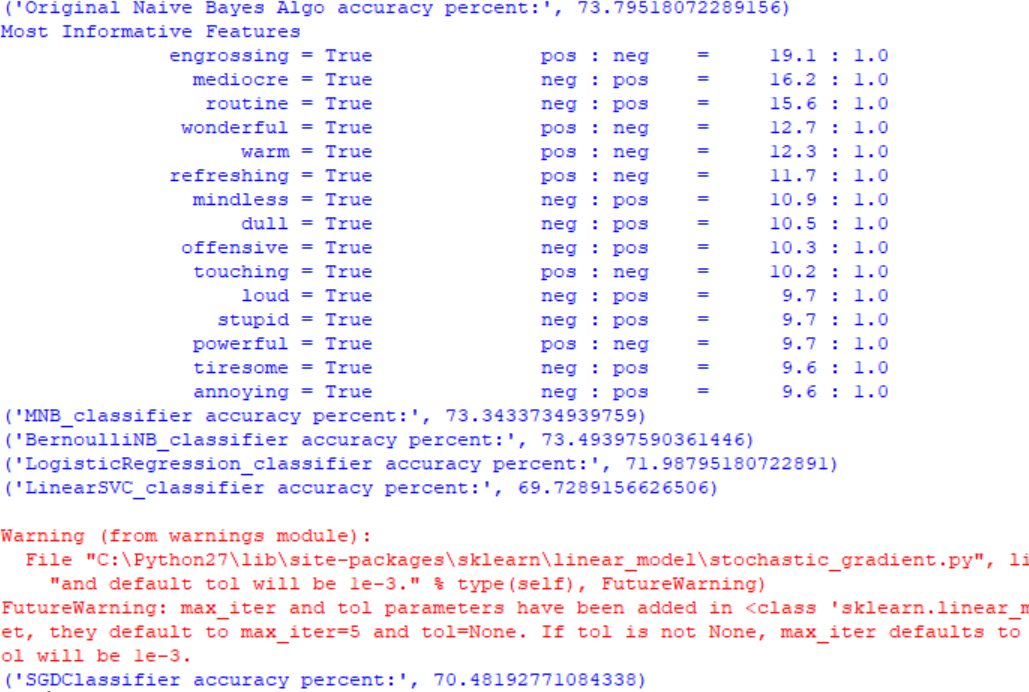 ('Original Naive Bayes Algo accuracy percent:', 73.79518072289156)
Most Informative Features
engrossing = True pos : neg = 19.1 : 1.0
mediocre = True neg : pos = 16.2 : 1.0
routine = True neg : pos = 15.6 : 1.0
wonderful = True pos : neg = 12.7 : 1.0
warm = True pos : neg = 12.3 : 1.0
refreshing = True pos : neg = 11.7 : 1.0
mindless = True neg : pos = 10.9 : 1.0
dull = True neg : pos = 10.5 : 1.0
offensive = True neg : pos = 10.3 : 1.0
touching = True pos : neg = 10.2 : 1.0
loud = True neg : pos = 9.7 : 1.0
stupid = True neg : pos = 9.7 : 1.0
powerful = True pos : neg = 9.7 : 1.0
tiresome = True neg : pos = 9.6 : 1.0
annoying = True neg : pos = 9.6 : 1.0
('MNB_classifier accuracy percent:', 73.3433734939759)
('BernoulliNB_classifier accuracy percent:', 73.49397590361446)
('LogisticRegression_classifier accuracy percent:', 71.98795180722891)
('LinearSVC_classifier accuracy percent:', 69.7289156626506)
Warning (from warnings module):
File "C:\Python27\lib\site-packages\sklearn\linear_model\stochastic_gradient.py", li
"and default tol will be 1e-3." % type(self), FutureWarning)
FutureWarning: max_iter and tol parameters have been added in <class 'sklearn.linear_m
et, they default to max_iter=5 and tol=None. If tol is not None, max_iter defaults to
ol will be 1e-3.
('SGDClassifier accuracy percent:', 70.48192771084338)